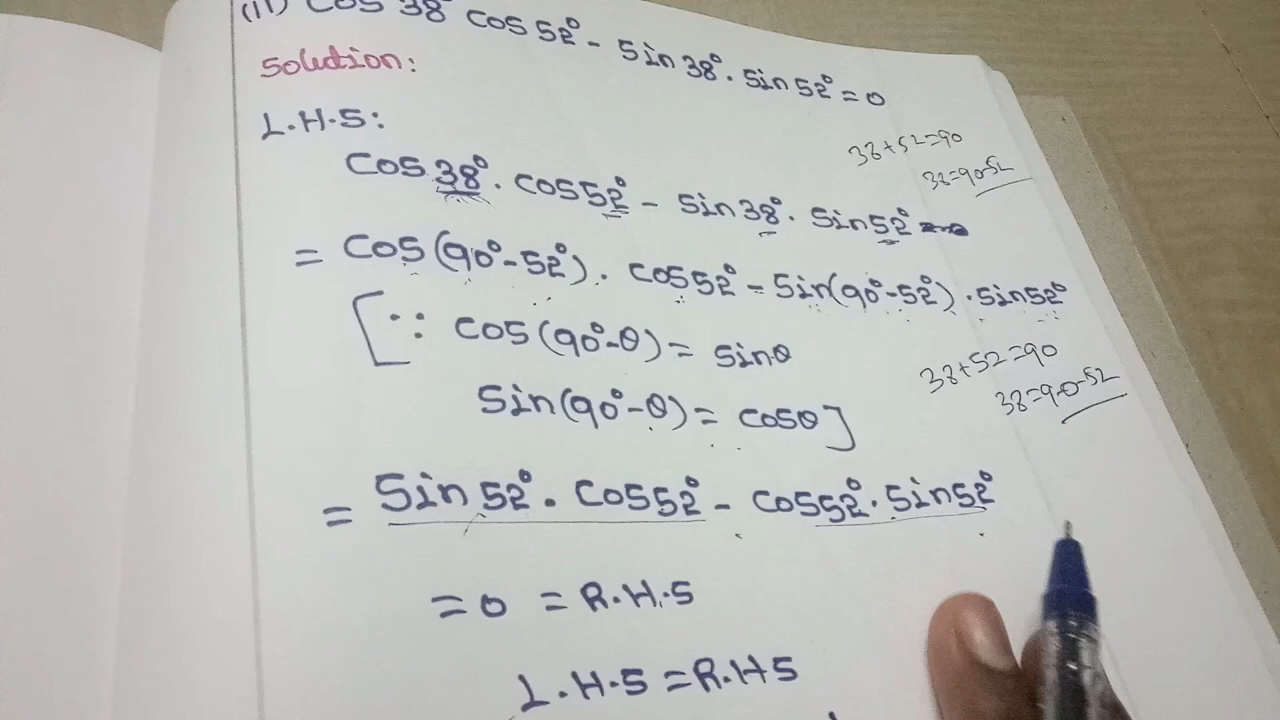 (ii) cos 38° cos 52° - sin 38° . sin 52° = 0
Solution:
L.H.S:
38+52=90
38=90-52
cos 38° . cos 52° - sin 38° . sin 52°
= cos(90°-52°) . cos 52° - sin(90°-52°) . sin 52°
[∵ cos(90°-θ) = sinθ
38+52=90
38=90-52
sin(90°-θ) = cosθ]
= sin 52° . cos 52° - cos 52° . sin 52°
= 0 = R.H.S
L.H.S = R.H.S